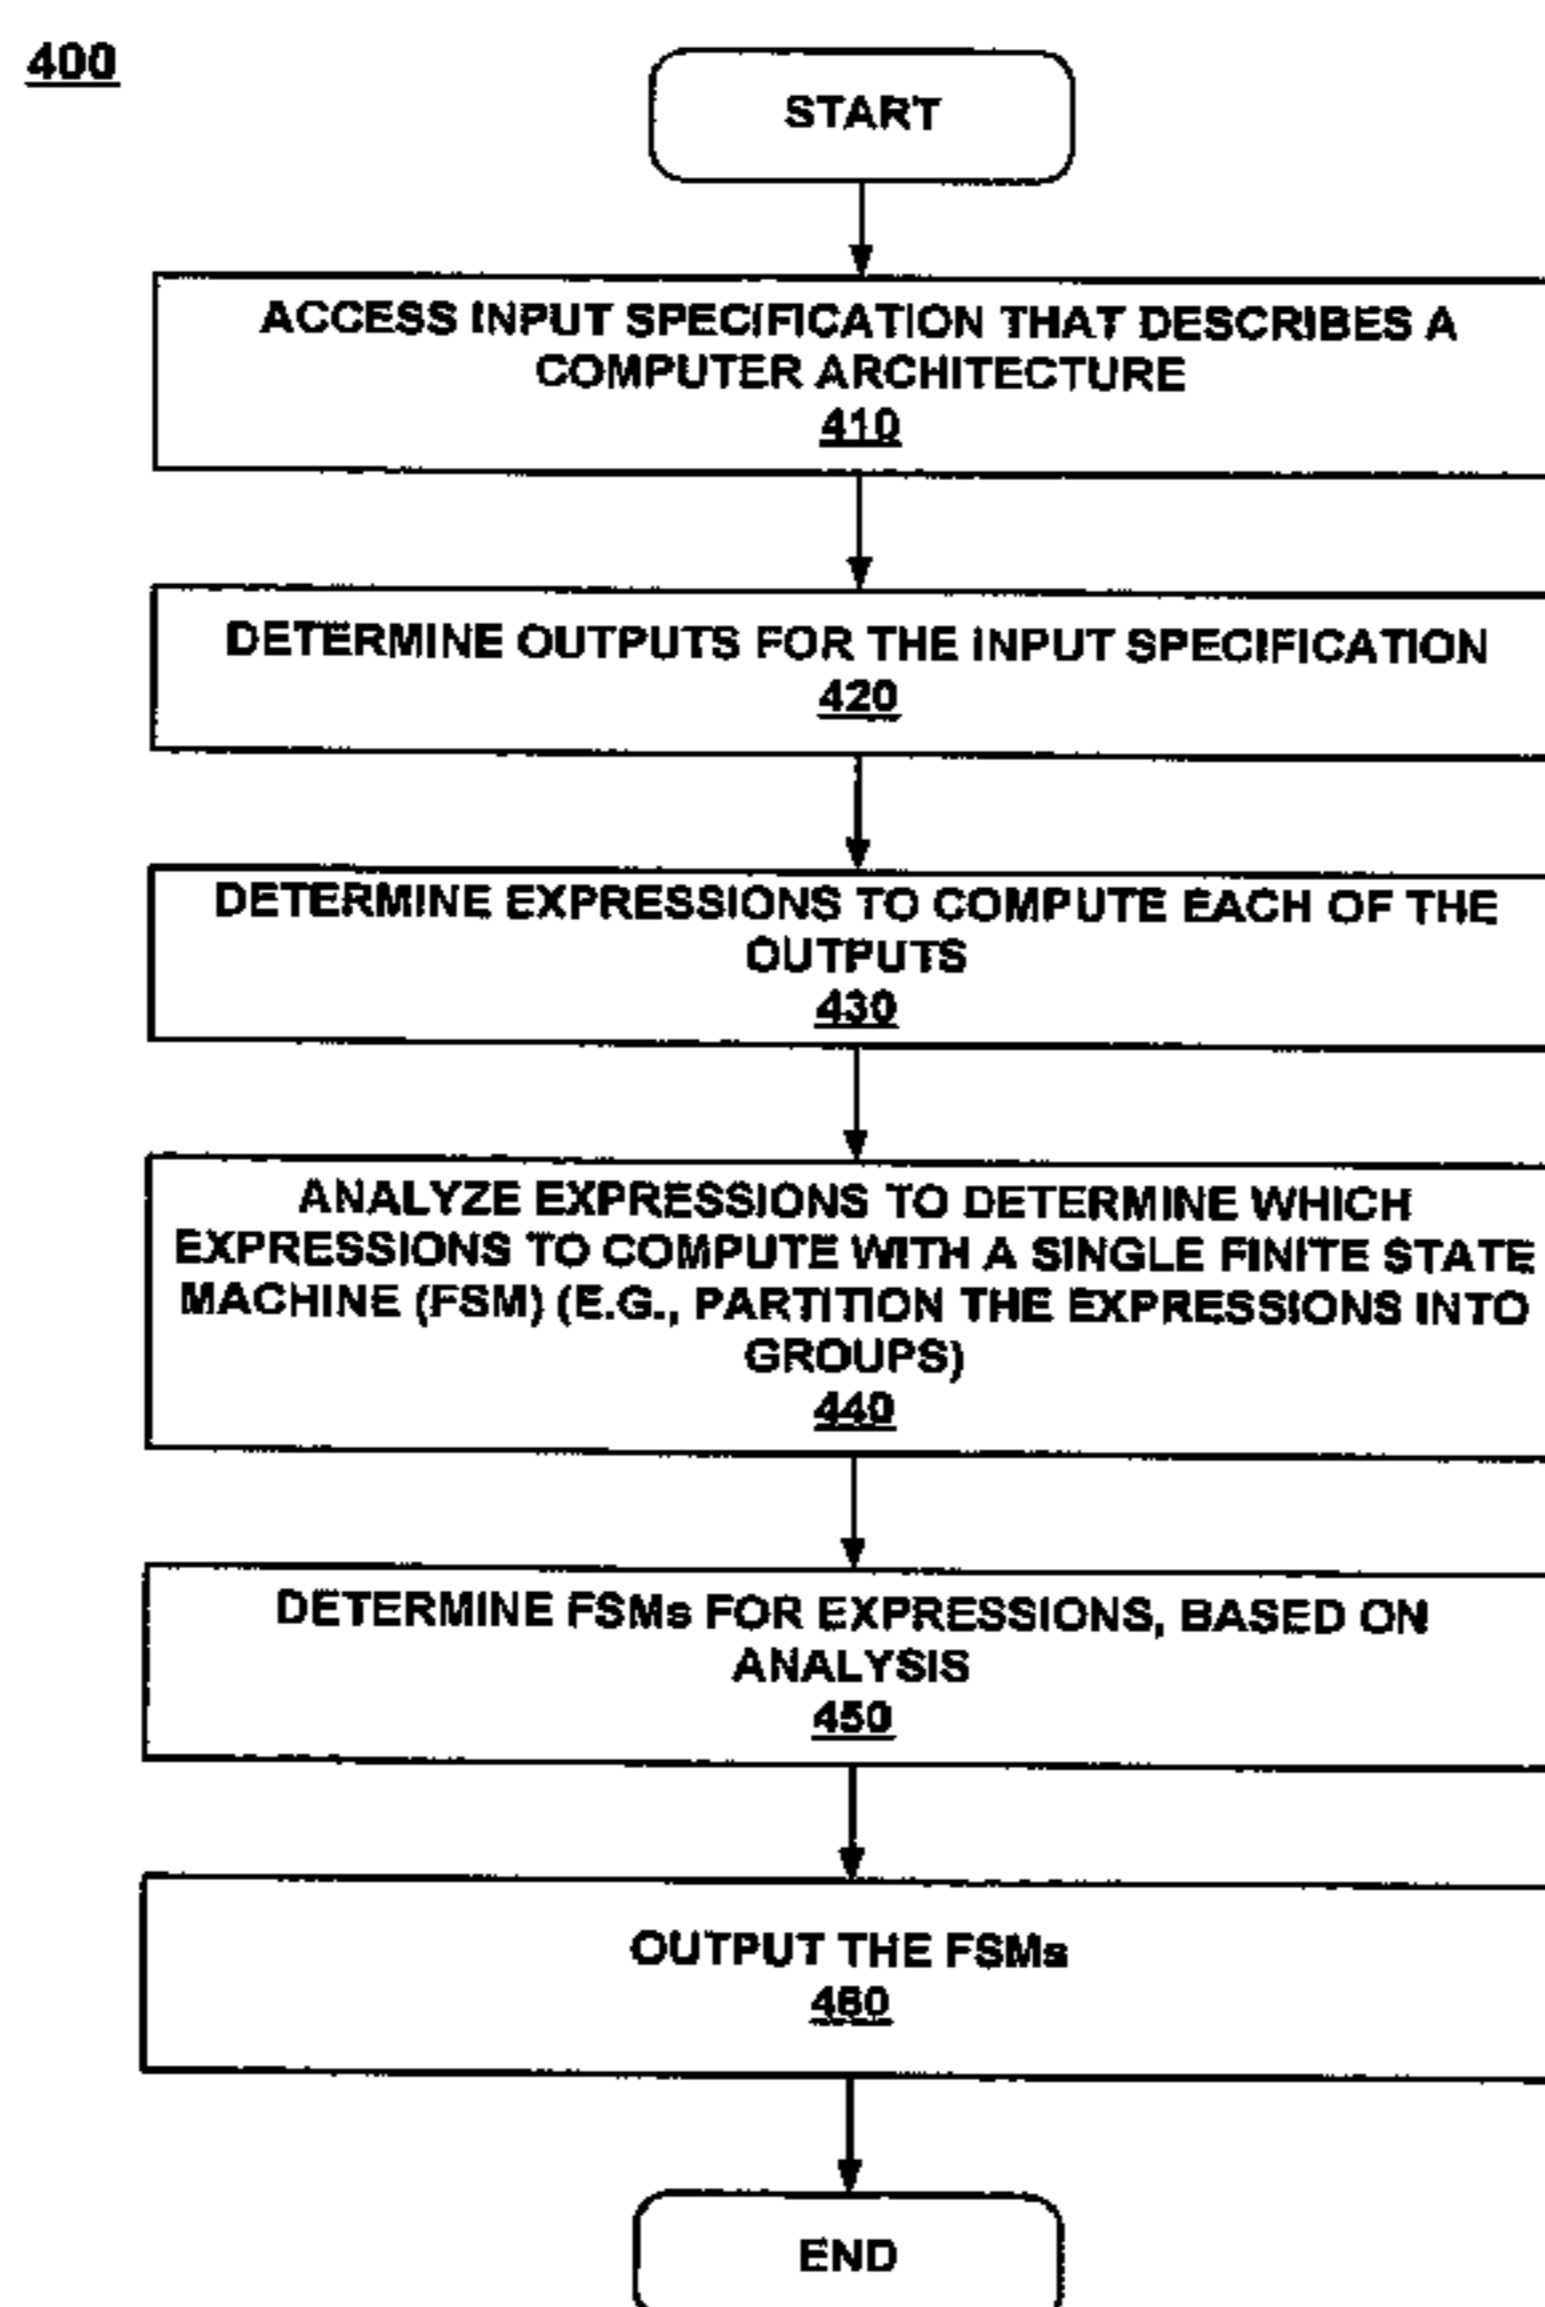 400
START
ACCESS INPUT SPECIFICATION THAT DESCRIBES A
COMPUTER ARCHITECTURE
410
DETERMINE OUTPUTS FOR THE INPUT SPECIFICATION
420
DETERMINE EXPRESSIONS TO COMPUTE EACH OF THE
OUTPUTS
430
ANALYZE EXPRESSIONS TO DETERMINE WHICH
EXPRESSIONS TO COMPUTE WITH A SINGLE FINITE STATE
MACHINE (FSM) (E.G., PARTITION THE EXPRESSIONS INTO
GROUPS)
440
DETERMINE FSMs FOR EXPRESSIONS, BASED ON
ANALYSIS
450
OUTPUT THE FSMs
460
END